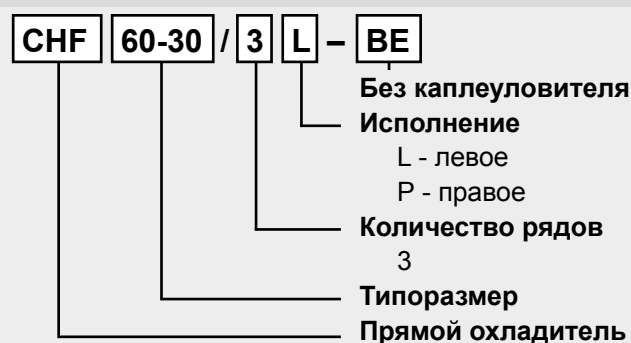 CHF 60-30 / 3 L – BE
Без каплеуловителя
Исполнение
L - левое
P - правое
Количество рядов
3
Типоразмер
Прямой охладитель